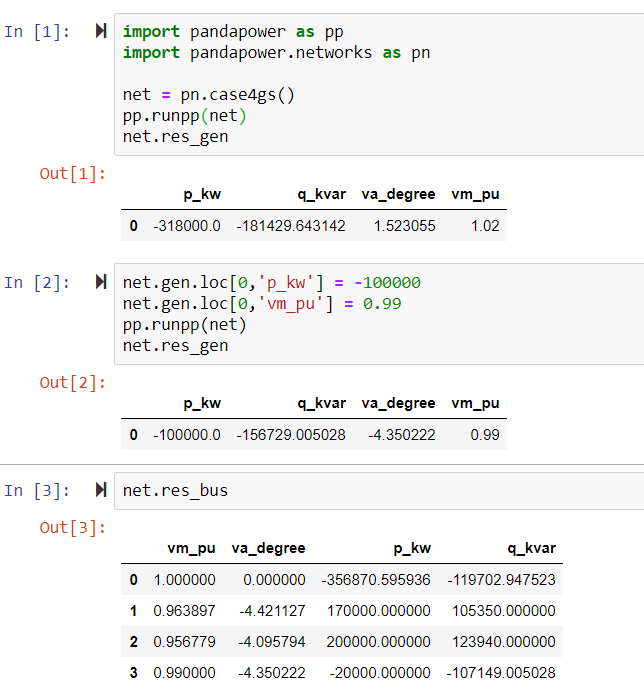 In [1]:
import pandapower as pp
import pandapower.networks as pn
net = pn.case4gs()
pp.runpp(net)
net.res_gen
Out[1]:
p_kw q_kvar va_degree vm_pu
0 -318000.0 -181429.643142 1.523055 1.02
In [2]:
net.gen.loc[0,'p_kw'] = -100000
net.gen.loc[0,'vm_pu'] = 0.99
pp.runpp(net)
net.res_gen
Out[2]:
p_kw q_kvar va_degree vm_pu
0 -100000.0 -156729.005028 -4.350222 0.99
In [3]:
net.res_bus
Out[3]:
vm_pu va_degree p_kw q_kvar
0 1.000000 0.000000 -356870.595936 -119702.947523
1 0.963897 -4.421127 170000.000000 105350.000000
2 0.956779 -4.095794 200000.000000 123940.000000
3 0.990000 -4.350222 -20000.000000 -107149.005028